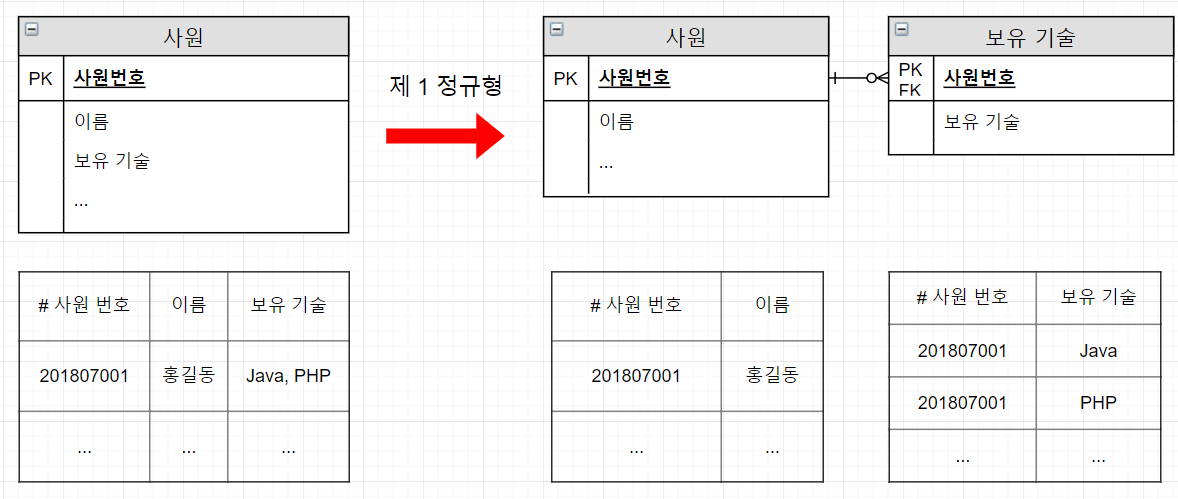 사원
PK 사원번호
이름
보유 기술
...
제 1 정규형
사원
PK 사원번호
이름
...
보유 기술
PK
FK
사원번호
보유 기술
# 사원 번호 이름 보유 기술
201807001 홍길동 Java, PHP
... ... ...
# 사원 번호 이름
201807001 홍길동
... ...
# 사원 번호 보유 기술
201807001 Java
201807001 PHP
... ...